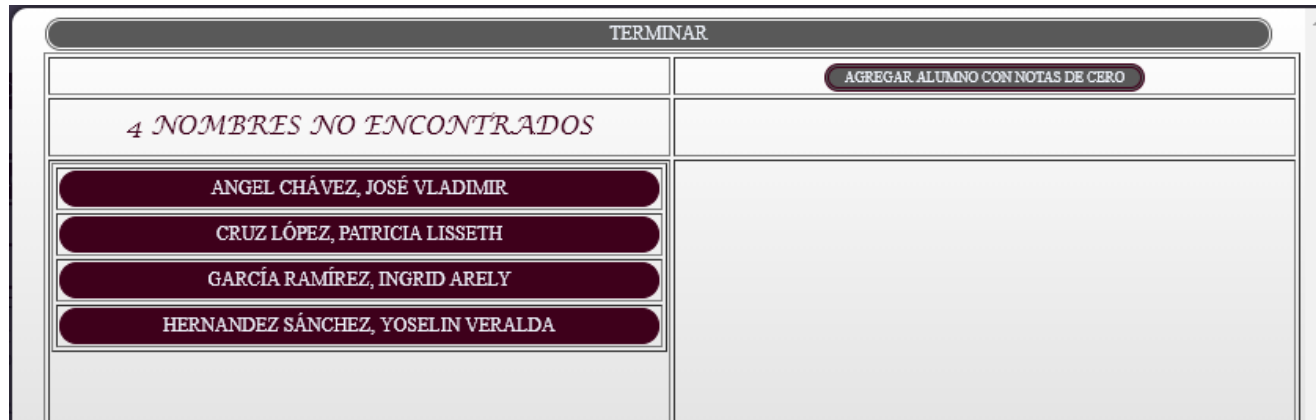 TERMINAR
AGREGAR ALUMNO CON NOTAS DE CERO
4 NOMBRES NO ENCONTRADOS
ANGEL CHÁVEZ, JOSÉ VLADIMIR
CRUZ LÓPEZ, PATRICIA LISSETH
GARCÍA RAMÍREZ, INGRID ARELY
HERNANDEZ SÁNCHEZ, YOSELIN VERALDA